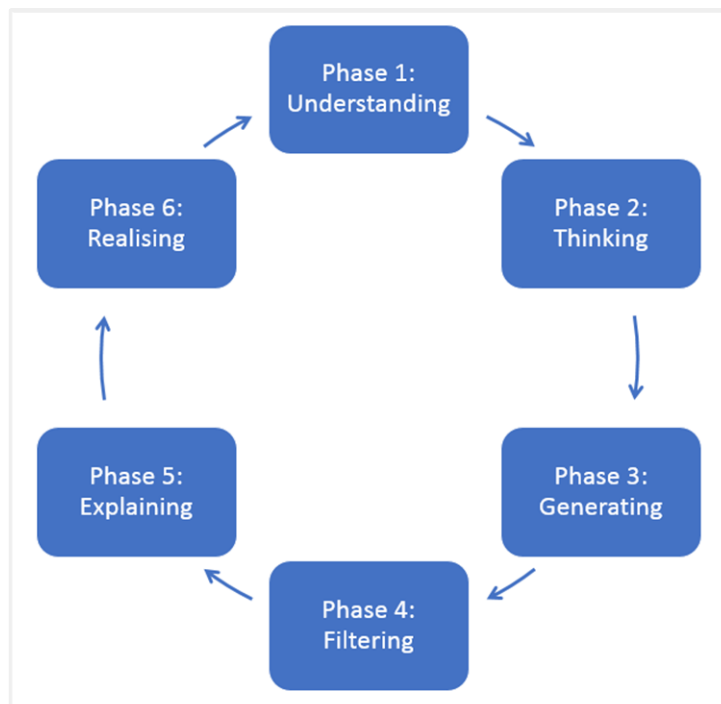 Phase 1:
Understanding
Phase 2:
Thinking
Phase 3:
Generating
Phase 4:
Filtering
Phase 5:
Explaining
Phase 6:
Realising